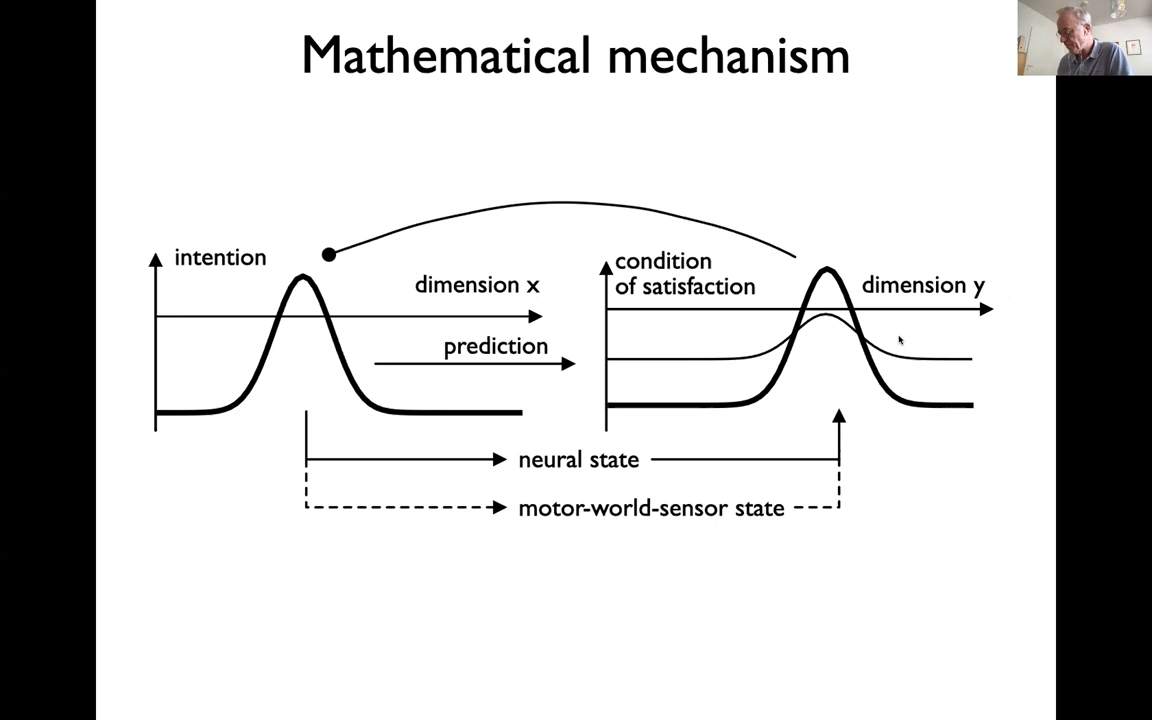 Mathematical mechanism
intention
dimension x
prediction
condition
of satisfaction
dimension y
neural state
motor-world-sensor state